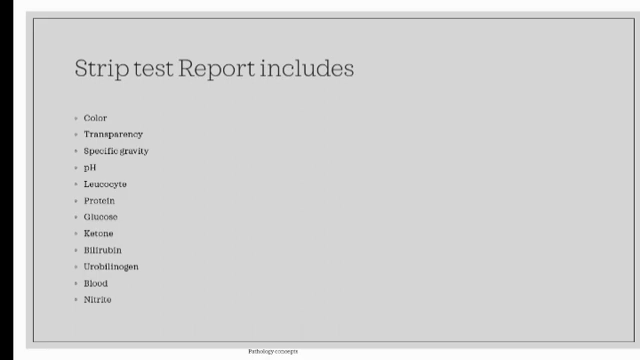 Strip test Report includes
Color
Transparency
Specific gravity
pH
Leucocyte
Protein
Glucose
Ketone
Bilirubin
Urobilinogen
Blood
Nitrite
Pathology concepts